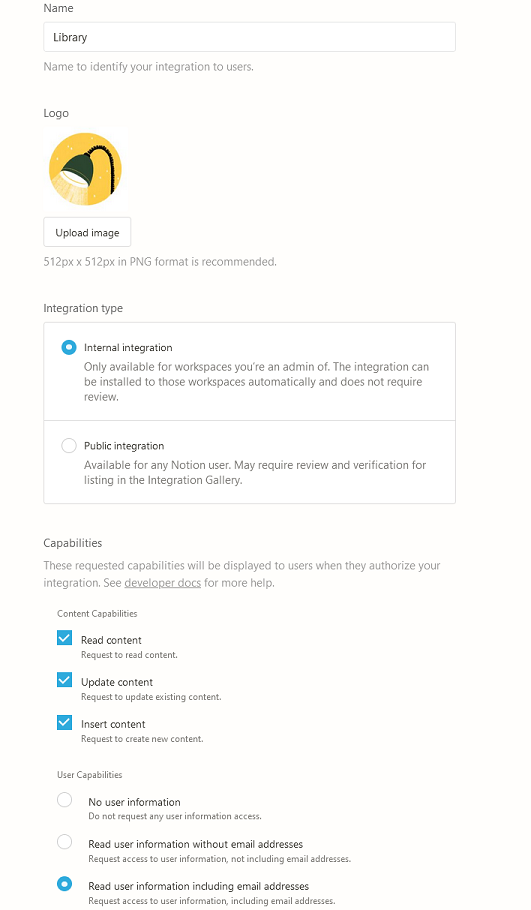 Name
Library
Name to identify your integration to users.
Logo
Upload image
512px x 512px in PNG format is recommended.
Integration type
Internal integration
Only available for workspaces you're an admin of. The integration can
be installed to those workspaces automatically and does not require
review.
Public integration
Available for any Notion user. May require review and verification for
listing in the Integration Gallery.
Capabilities
These requested capabilities will be displayed to users when they authorize your
integration. See developer docs for more help.
Content Capabilities
Read content
Request to read content.
Update content
Request to update existing content.
Insert content
Request to create new content.
User Capabilities
No user information
Do not request any user information access.
Read user information without email addresses
Request access to user information, not including email addresses.
Read user information including email addresses
Request access to user information, including email addresses.